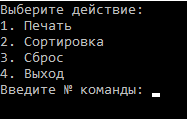 Выберите действие:
1. Печать
2. Сортировка
3. Сброс
4. Выход
Введите № команды: